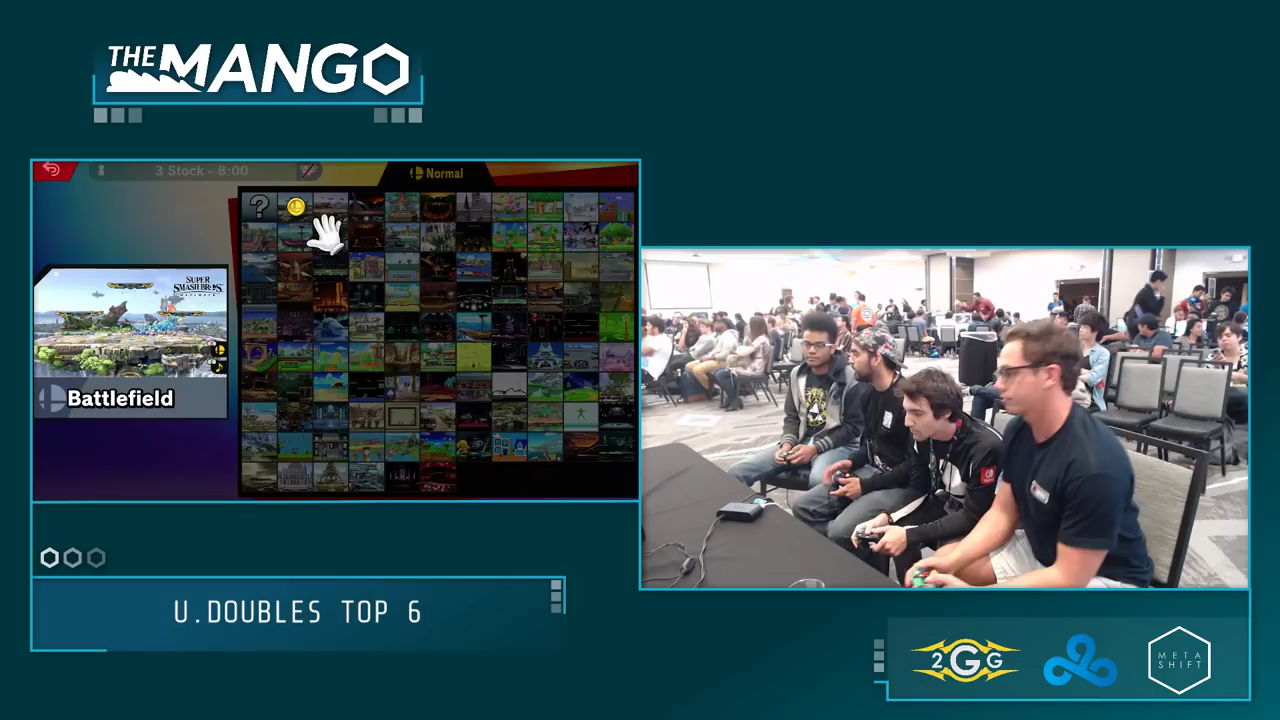 THE MANGO
3 Stock - 8:00
Normal
?
SUPER
SMASH BROS.
ULTIMATE
Battlefield
U.DOUBLES TOP 6
2GG
META
SHIFT